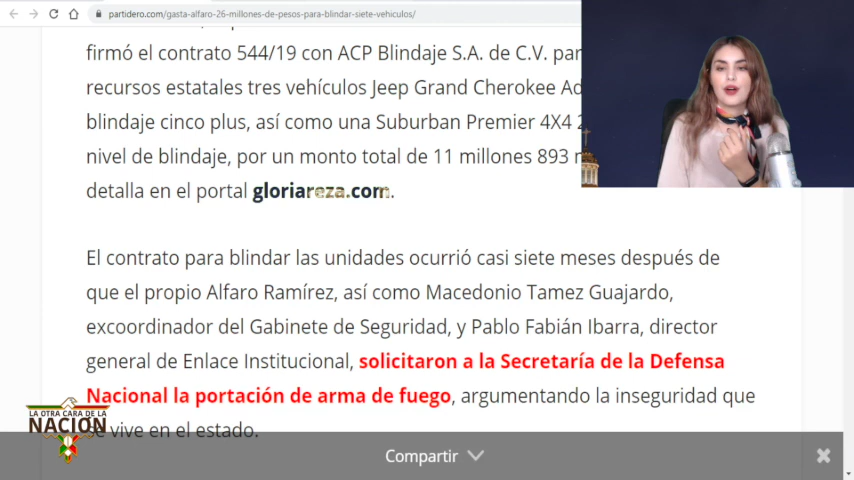 partidero.com/gasta-alfaro-26-millones-de-pesos-para-blindar-siete-vehiculos/
firmó el contrato 544/19 con ACP Blindaje S.A. de C.V.
recursos estatales tres vehículos Jeep Grand Cherokee
blindaje cinco plus, así como una Suburban Premier 4X4
nivel de blindaje, por un monto total de 11 millones 893
detalla en el portal gloriareza.com.
El contrato para blindar las unidades ocurrió casi siete meses después de
que el propio Alfaro Ramírez, así como Macedonio Tamez Guajardo,
excoordinador del Gabinete de Seguridad, y Pablo Fabián Ibarra, director
general de Enlace Institucional, solicitaron a la Secretaría de la Defensa
Nacional la portación de arma de fuego, argumentando la inseguridad que
se vive en el estado.
LA OTRA CARA DE LA
NACIÓN
Compartir